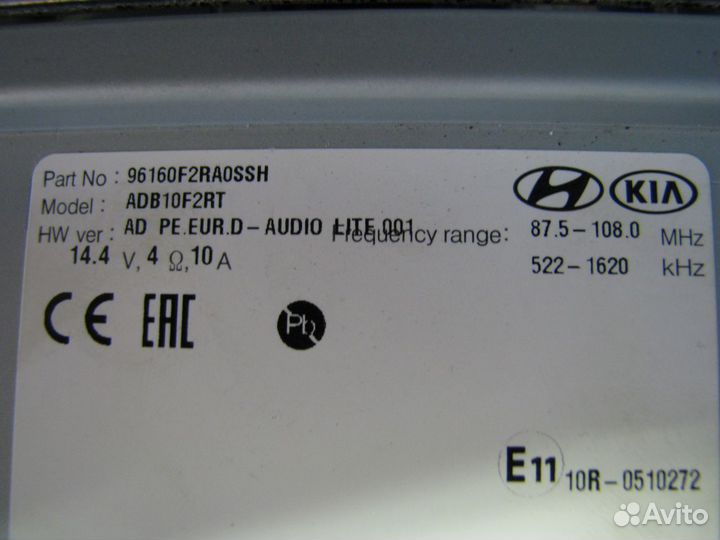 Part No : 96160F2RA0SSH
Model : ADB10F2RT
HW ver : AD PE.EUR.D-AUDIO LITE 001
Frequency range: 87.5-108.0 MHz
14.4 V, 4 Ω, 10 A
522-1620 kHz
KIA
CE EAC
Pb
E11 10R-0510272
Avito